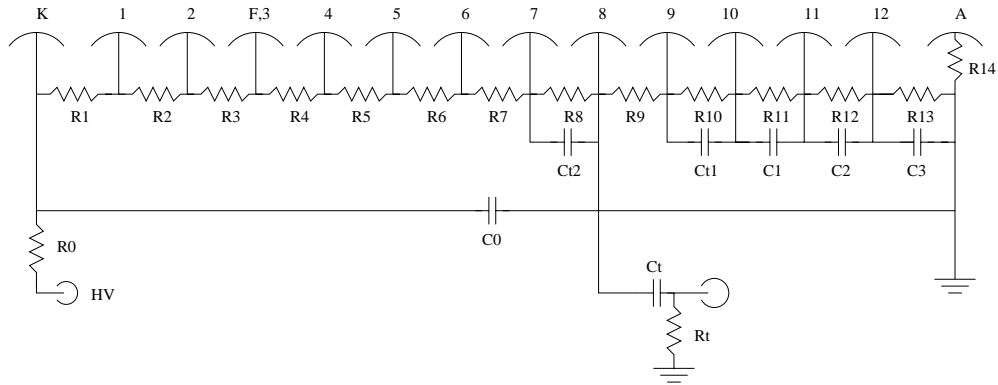 K 1 2 F,3 4 5 6 7 8 9 10 11 12 A
R14
R1 R2 R3 R4 R5 R6 R7 R8 R9 R10 R11 R12 R13
Ct2 Ct1 C1 C2 C3
C0
R0
Ct
HV
Rt